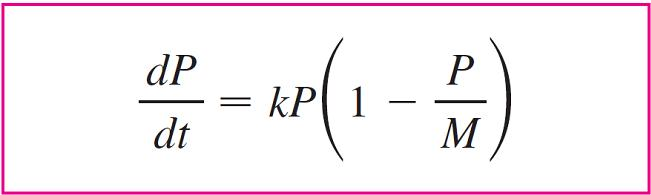 dP/dt = kP(1 − P/M)